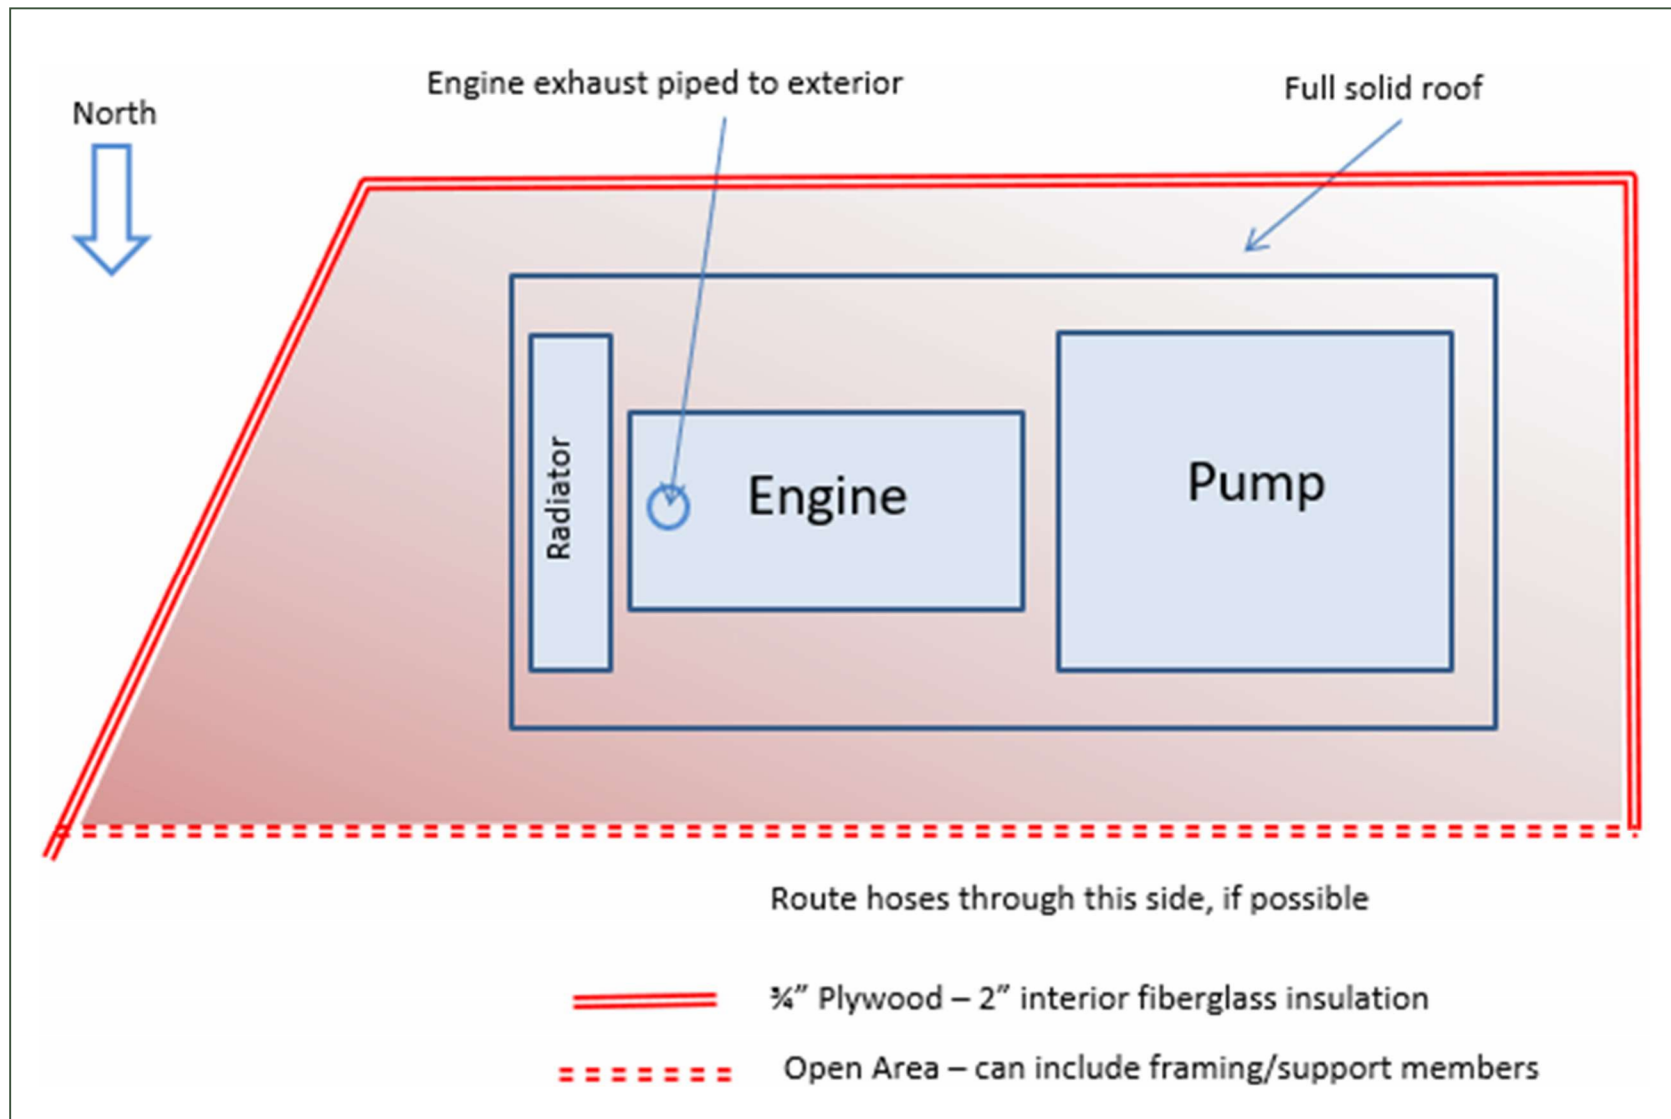 Engine exhaust piped to exterior
Full solid roof
North
Radiator
Engine
Pump
Route hoses through this side, if possible
¾” Plywood – 2” interior fiberglass insulation
Open Area – can include framing/support members